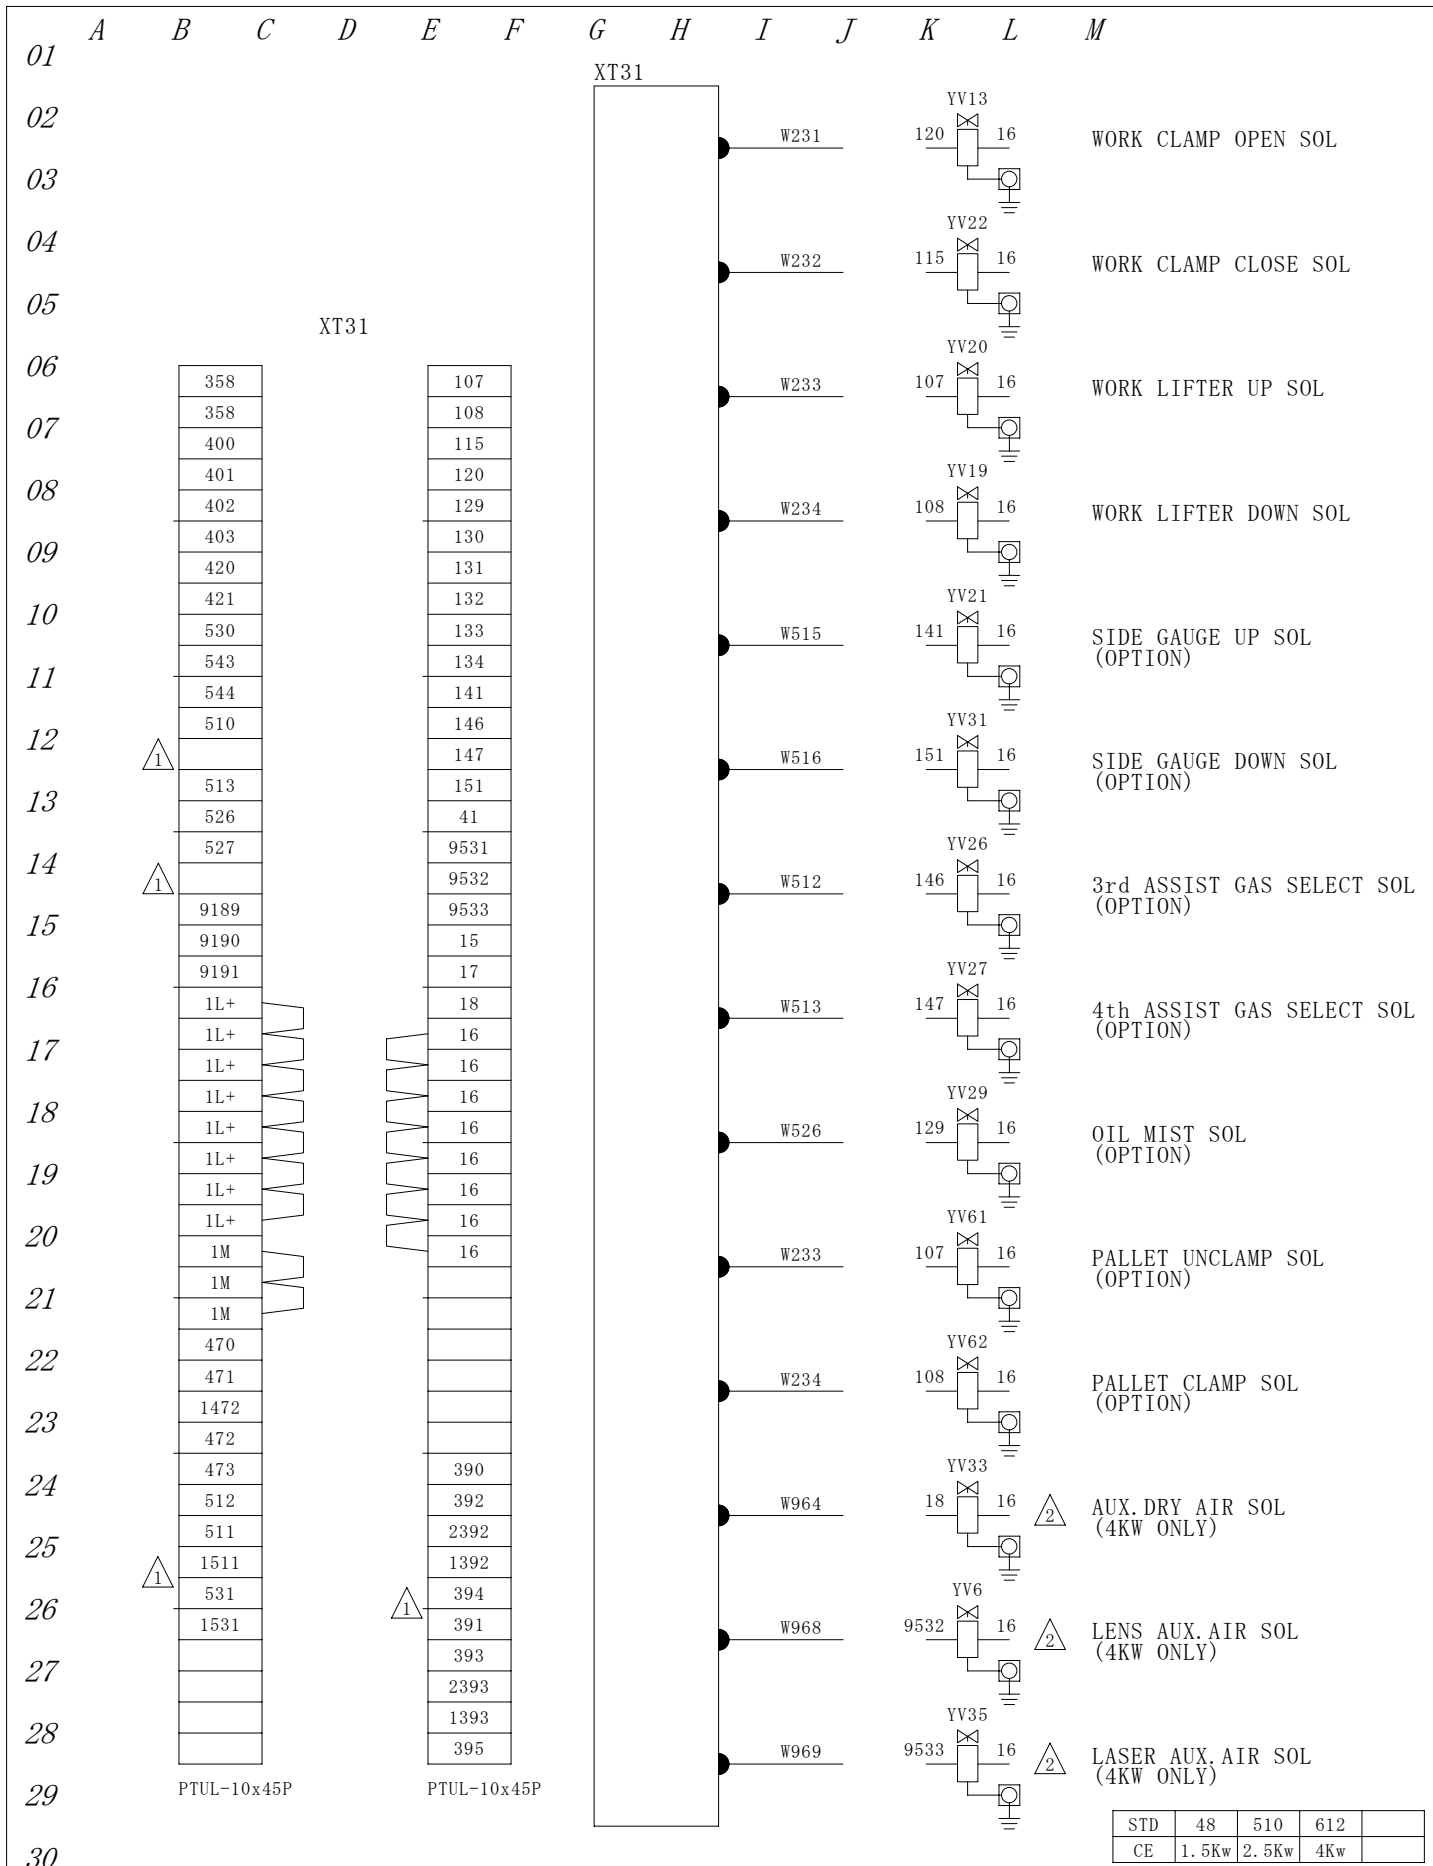 A B C D E F G H I J K L M
01
XT31
02
YV13
W231 120 16 WORK CLAMP OPEN SOL
03
04
YV22
W232 115 16 WORK CLAMP CLOSE SOL
05
XT31
06
YV20
358 107
W233 107 16 WORK LIFTER UP SOL
358 108
07
400 115
401 120
YV19
08
402 129
W234 108 16 WORK LIFTER DOWN SOL
403 130
09
420 131
421 132
YV21
10
530 133
W515 141 16 SIDE GAUGE UP SOL
(OPTION)
543 134
11
544 141
510 146
YV31
12
1
147
W516 151 16 SIDE GAUGE DOWN SOL
(OPTION)
513 151
13
526 41
527 9531
YV26
14
1
9532
W512 146 16 3rd ASSIST GAS SELECT SOL
(OPTION)
9189 9533
15
9190 15
9191 17
YV27
16
1L+ 18
W513 147 16 4th ASSIST GAS SELECT SOL
(OPTION)
1L+ 16
17
1L+ 16
1L+ 16
YV29
18
1L+ 16
W526 129 16 OIL MIST SOL
(OPTION)
1L+ 16
19
1L+ 16
1L+ 16
YV61
20
1M 16
W233 107 16 PALLET UNCLAMP SOL
(OPTION)
1M
21
1M
470
YV62
22
471
W234 108 16 PALLET CLAMP SOL
(OPTION)
1472
23
472
473 390
YV33
24
512 392
W964 18 16 2 AUX.DRY AIR SOL
(4KW ONLY)
511 2392
25
1511 1392
1
531 394
YV6
26
1
1531 391
W968 9532 16 2 LENS AUX.AIR SOL
(4KW ONLY)
393
27
2393
1393
YV35
28
395
W969 9533 16 2 LASER AUX.AIR SOL
(4KW ONLY)
PTUL-10x45P PTUL-10x45P
29
STD 48 510 612
CE 1.5Kw 2.5Kw 4Kw
30